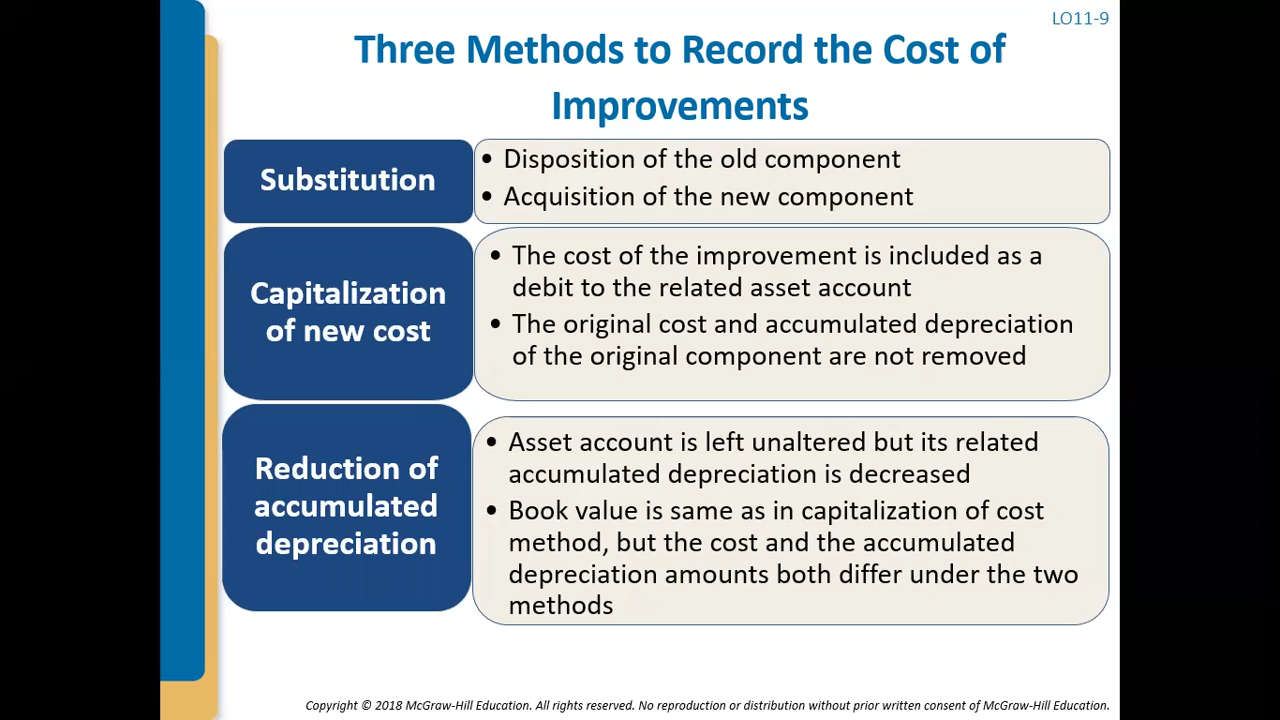 LO11-9
Three Methods to Record the Cost of
Improvements
Substitution
• Disposition of the old component
• Acquisition of the new component
Capitalization
of new cost
• The cost of the improvement is included as a
debit to the related asset account
• The original cost and accumulated depreciation
of the original component are not removed
Reduction of
accumulated
depreciation
• Asset account is left unaltered but its related
accumulated depreciation is decreased
• Book value is same as in capitalization of cost
method, but the cost and the accumulated
depreciation amounts both differ under the two
methods
Copyright © 2018 McGraw-Hill Education. All rights reserved. No reproduction or distribution without prior written consent of McGraw-Hill Education.